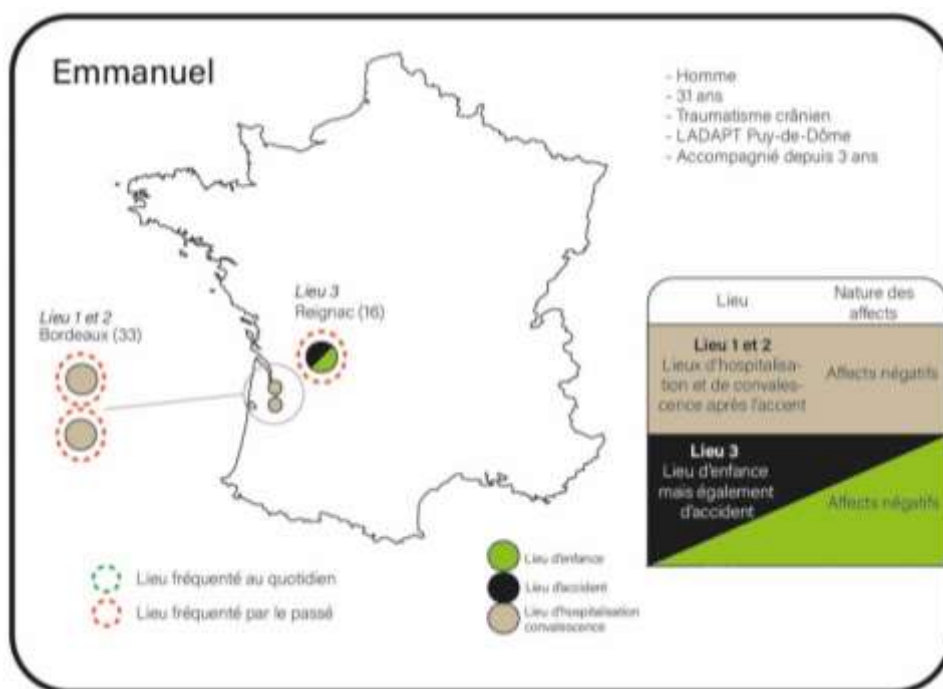 Emmanuel
- Homme
- 31 ans
- Traumatisme crânien
- LADAPT Puy-de-Dôme
- Accompagné depuis 3 ans
Lieu 1 et 2
Bordeaux (33)
Lieu 3
Reignac (16)
Lieu
Nature des
affects
Lieu 1 et 2
Lieux d'hospitalisa-
tion et de convales-
cence après l'accent
Affects négatifs
Lieu 3
Lieu d'enfance
mais également
d'accident
Affects négatifs
Lieu fréquenté au quotidien
Lieu fréquenté par le passé
Lieu d'enfance
Lieu d'accident
Lieu d'hospitalisation
convalescence